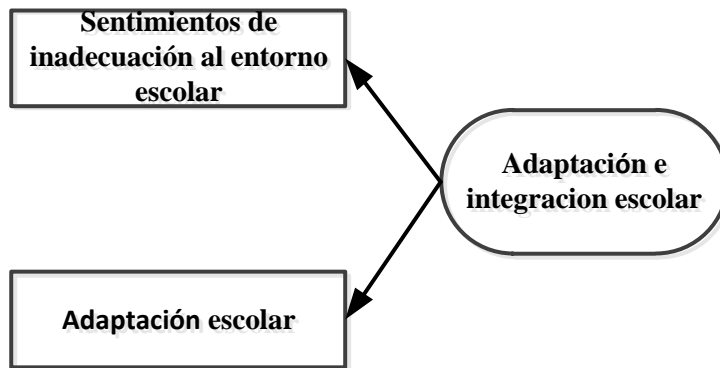 Sentimientos de
inadecuación al entorno
escolar
Adaptación e
integracion escolar
Adaptación escolar